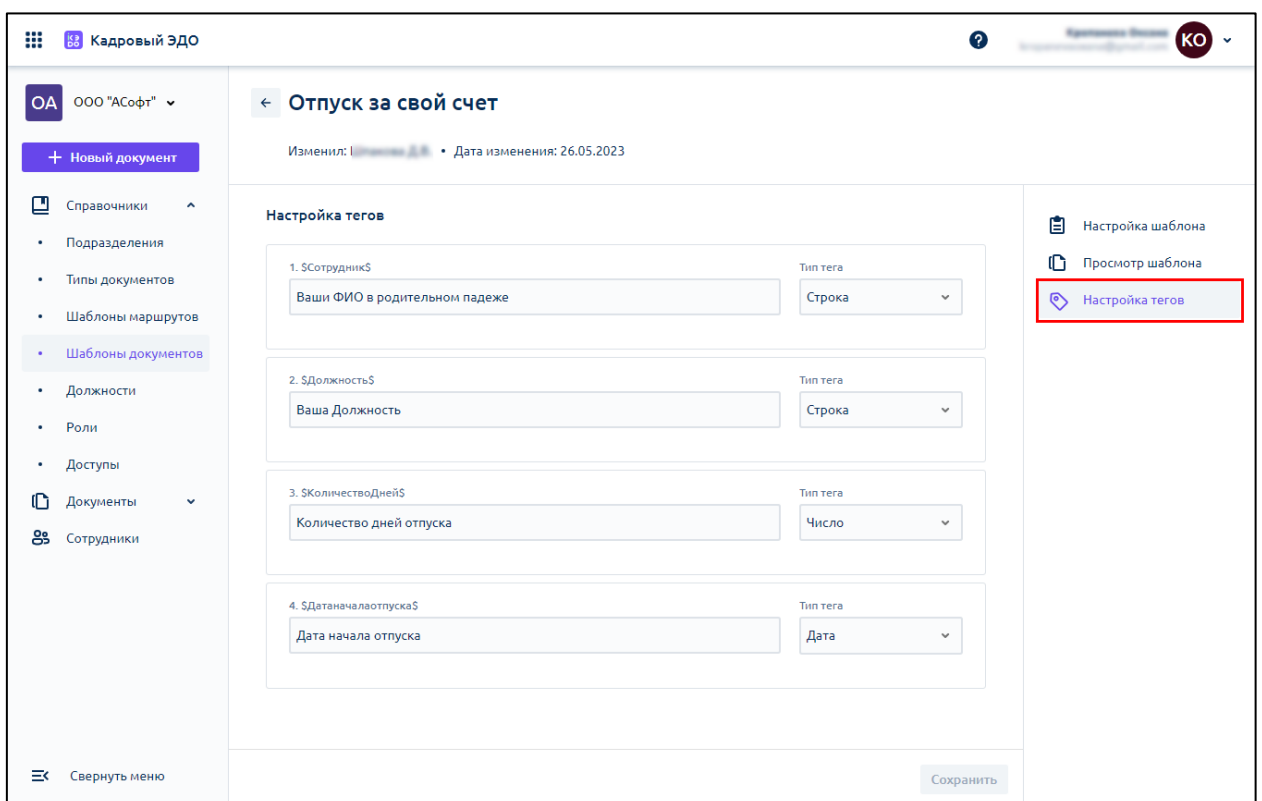 Кадровый ЭДО
КО
ОА ООО "АСофт"
+ Новый документ
Справочники
• Подразделения
• Типы документов
• Шаблоны маршрутов
• Шаблоны документов
• Должности
• Роли
• Доступы
Документы
Сотрудники
Свернуть меню
← Отпуск за свой счет
Изменил: • Дата изменения: 26.05.2023
Настройка тегов
1. $Сотрудник$ Тип тега
Ваши ФИО в родительном падеже Строка
2. $Должность$ Тип тега
Ваша Должность Строка
3. $КоличествоДней$ Тип тега
Количество дней отпуска Число
4. $Датаначалаотпуска$ Тип тега
Дата начала отпуска Дата
Сохранить
Настройка шаблона
Просмотр шаблона
Настройка тегов